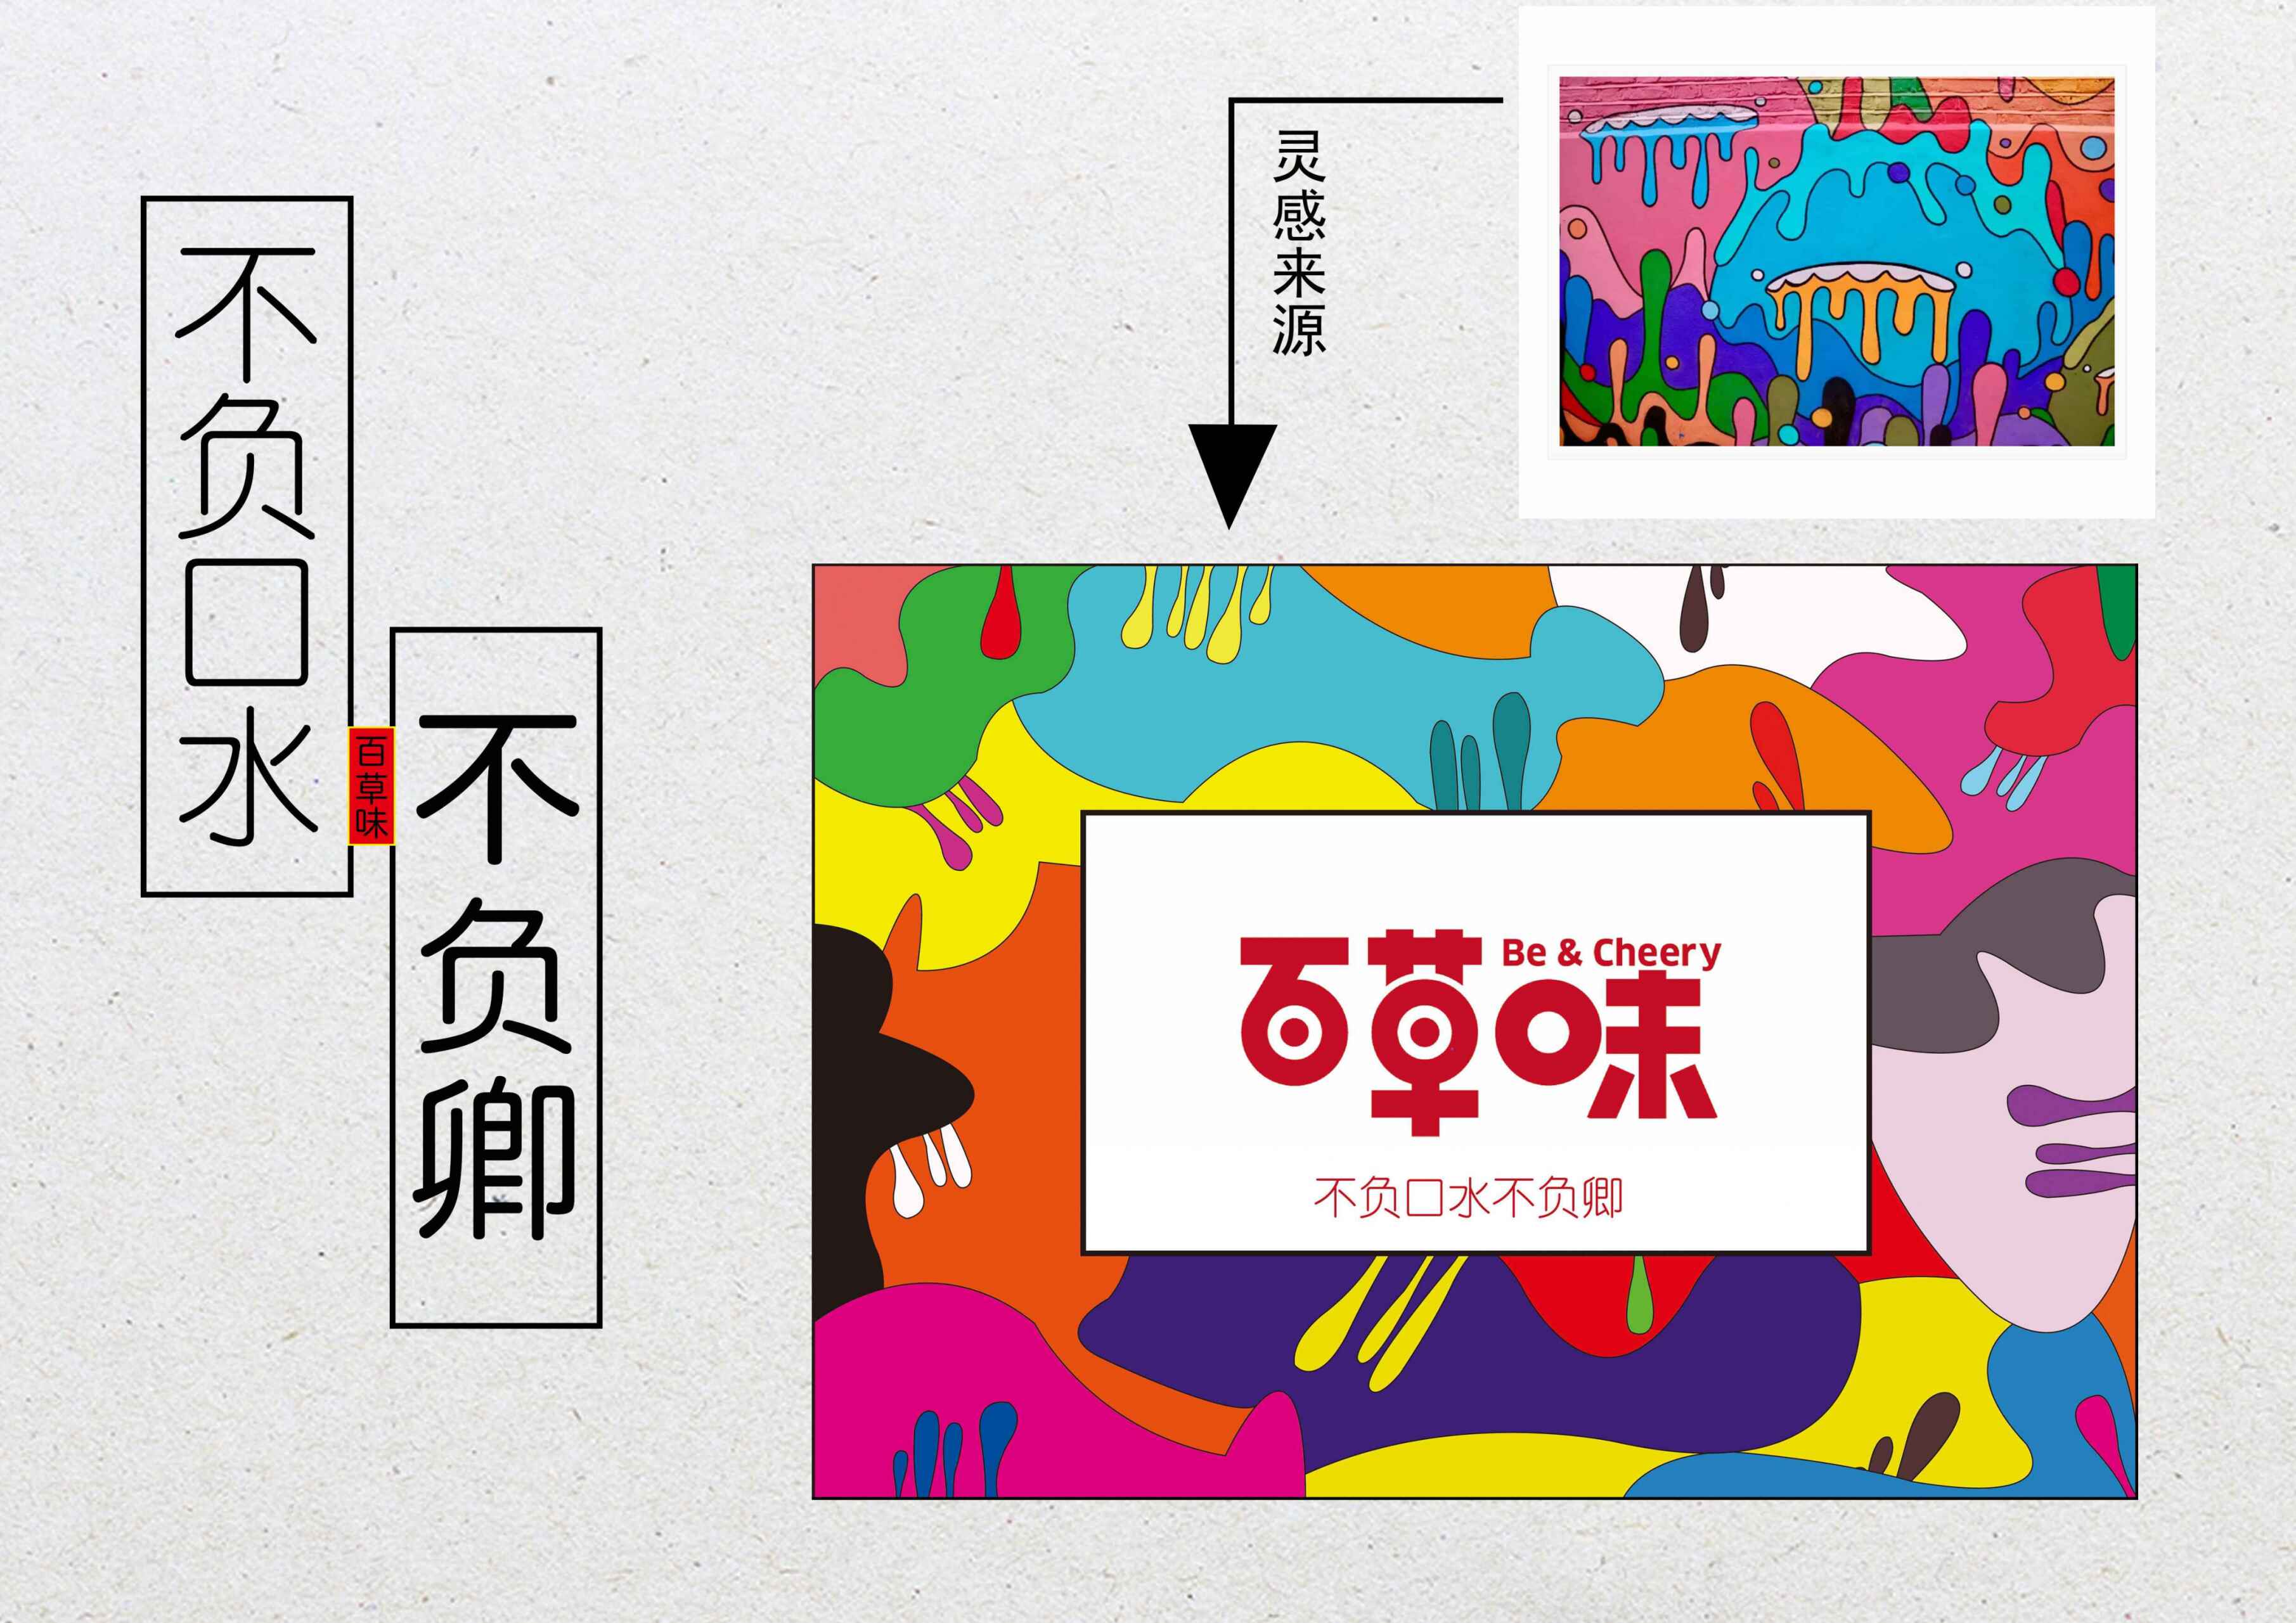 不负口水
百草味
不负卿
灵感来源
百草味
Be & Cheery
不负口水不负卿